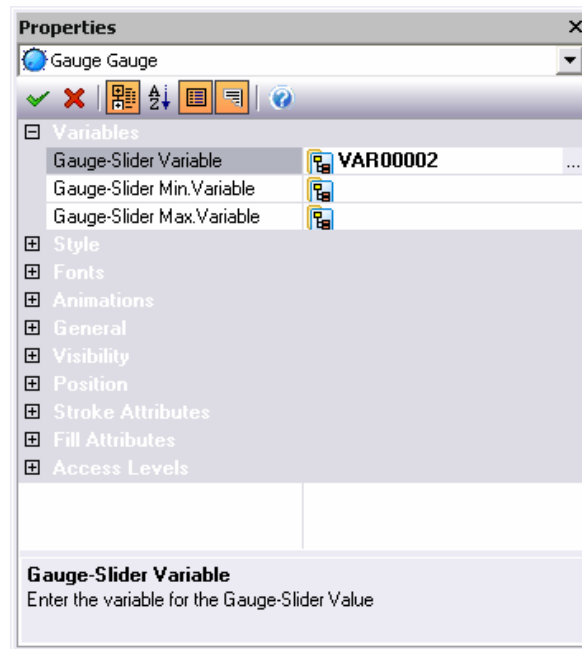 Properties
Gauge Gauge
Variables
Gauge-Slider Variable VAR00002 ...
Gauge-Slider Min.Variable
Gauge-Slider Max.Variable
Style
Fonts
Animations
General
Visibility
Position
Stroke Attributes
Fill Attributes
Access Levels
Gauge-Slider Variable
Enter the variable for the Gauge-Slider Value